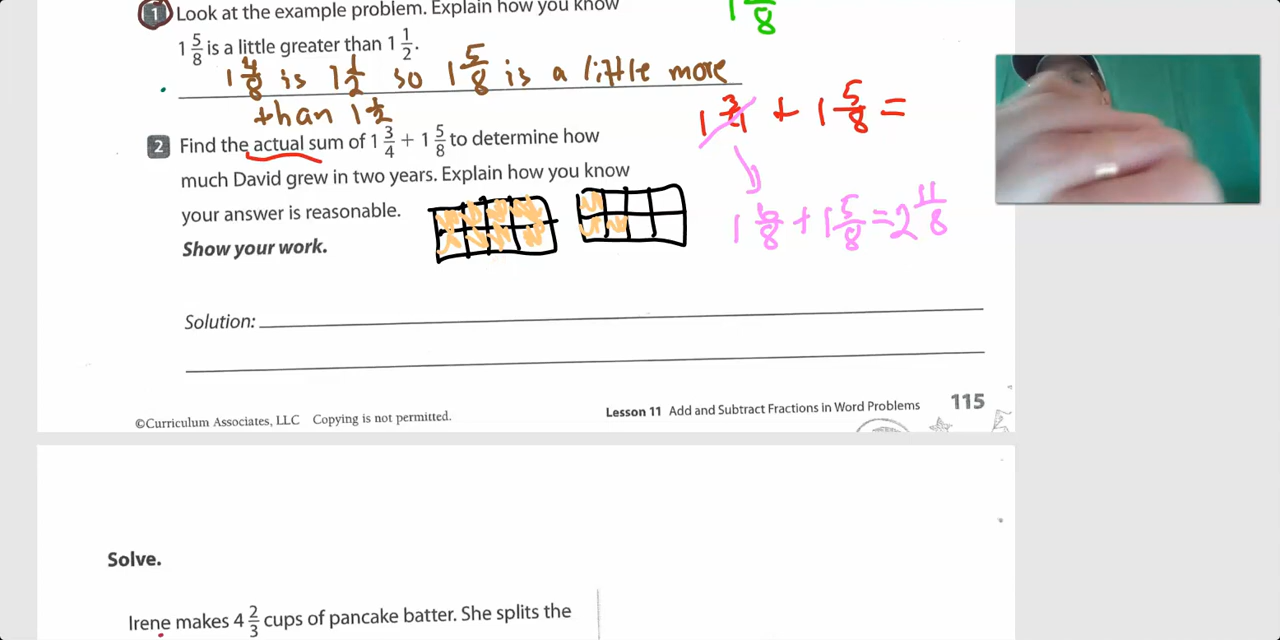 1 Look at the example problem. Explain how you know
1 5/8 is a little greater than 1 1/2.
1 4/8 is 1 1/2 so 1 5/8 is a little more
than 1 1/2
1 5/8
1 3/4 + 1 5/8 =
2 Find the actual sum of 1 3/4 + 1 5/8 to determine how
much David grew in two years. Explain how you know
your answer is reasonable.
Show your work.
1 6/8 + 1 5/8 = 2 11/8
Solution:
©Curriculum Associates, LLC Copying is not permitted.
Lesson 11 Add and Subtract Fractions in Word Problems 115
Solve.
Irene makes 4 2/3 cups of pancake batter. She splits the